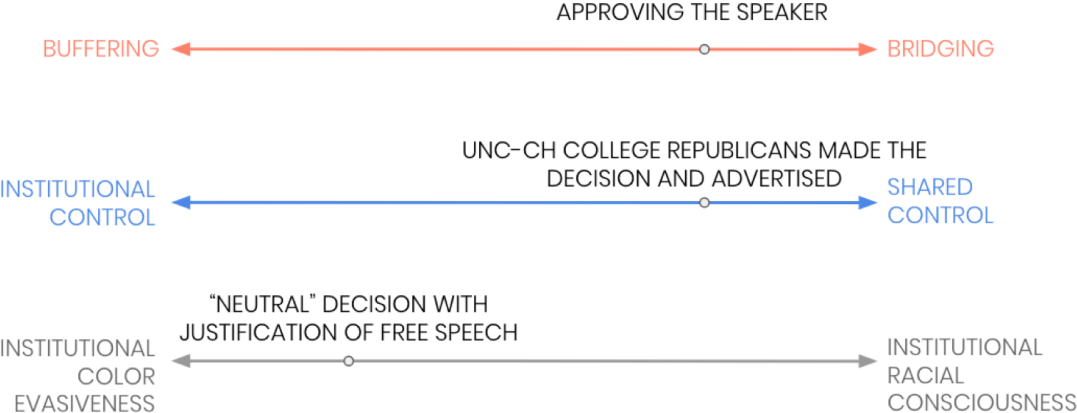 APPROVING THE SPEAKER
BUFFERING
BRIDGING
UNC-CH COLLEGE REPUBLICANS MADE THE
DECISION AND ADVERTISED
INSTITUTIONAL
CONTROL
SHARED
CONTROL
“NEUTRAL” DECISION WITH
JUSTIFICATION OF FREE SPEECH
INSTITUTIONAL
COLOR
EVASIVENESS
INSTITUTIONAL
RACIAL
CONSCIOUSNESS